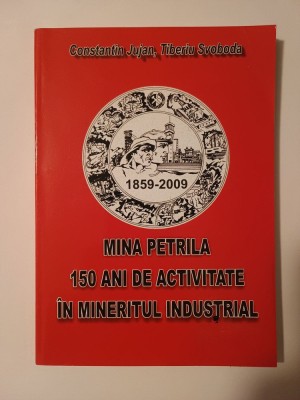 Constantin Jujan, Tiberiu Svoboda
1859-2009
MINA PETRILA
150 ANI DE ACTIVITATE
ÎN MINERITUL INDUSTRIAL